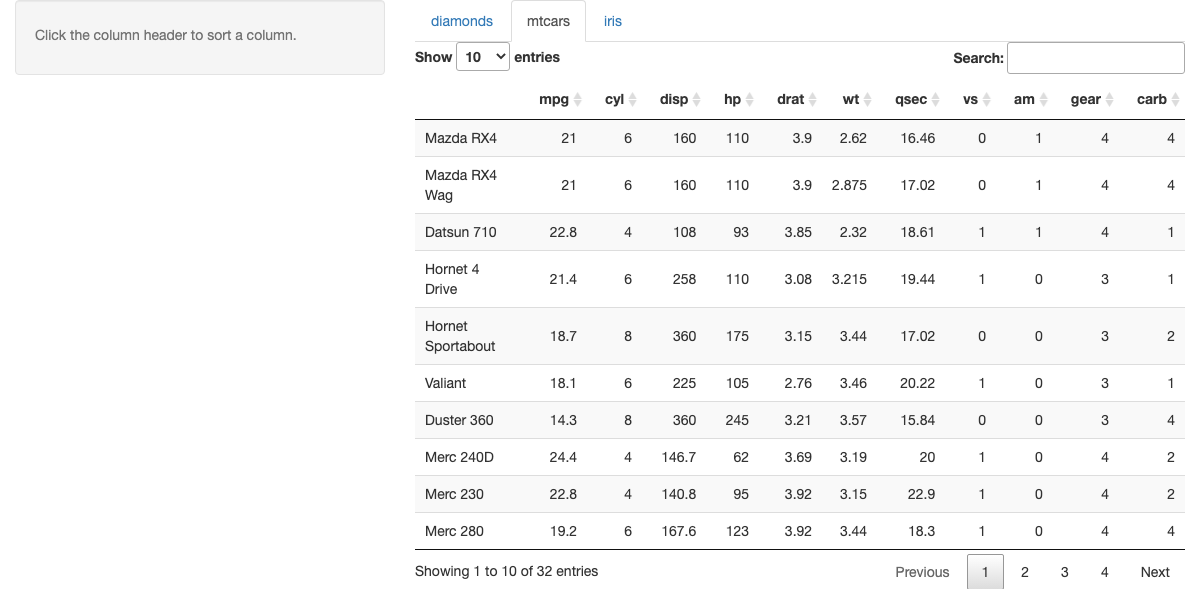 Click the column header to sort a column.
diamonds mtcars iris
Show 10 entries Search:
mpg cyl disp hp drat wt qsec vs am gear carb
Mazda RX4 21 6 160 110 3.9 2.62 16.46 0 1 4 4
Mazda RX4
Wag 21 6 160 110 3.9 2.875 17.02 0 1 4 4
Datsun 710 22.8 4 108 93 3.85 2.32 18.61 1 1 4 1
Hornet 4
Drive 21.4 6 258 110 3.08 3.215 19.44 1 0 3 1
Hornet
Sportabout 18.7 8 360 175 3.15 3.44 17.02 0 0 3 2
Valiant 18.1 6 225 105 2.76 3.46 20.22 1 0 3 1
Duster 360 14.3 8 360 245 3.21 3.57 15.84 0 0 3 4
Merc 240D 24.4 4 146.7 62 3.69 3.19 20 1 0 4 2
Merc 230 22.8 4 140.8 95 3.92 3.15 22.9 1 0 4 2
Merc 280 19.2 6 167.6 123 3.92 3.44 18.3 1 0 4 4
Showing 1 to 10 of 32 entries Previous 1 2 3 4 Next